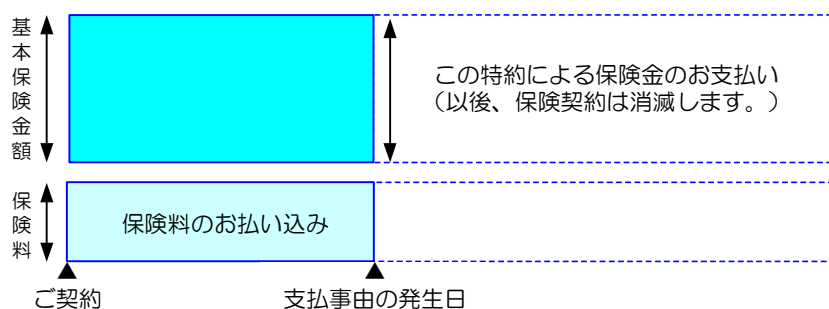 基本保険金額
この特約による保険金のお支払い
（以後、保険契約は消滅します。）
保険料
保険料のお払い込み
ご契約
支払事由の発生日